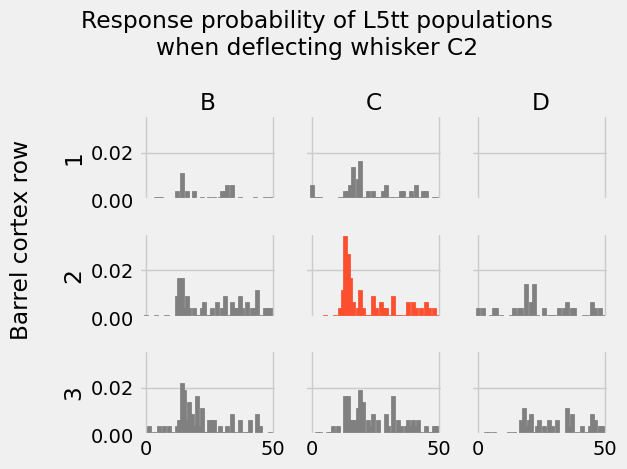 Response probability of L5tt populations
when deflecting whisker C2
B C D
Barrel cortex row
1
0.02
0.00
2
0.02
0.00
3
0.02
0.00
0 50 0 50 0 50